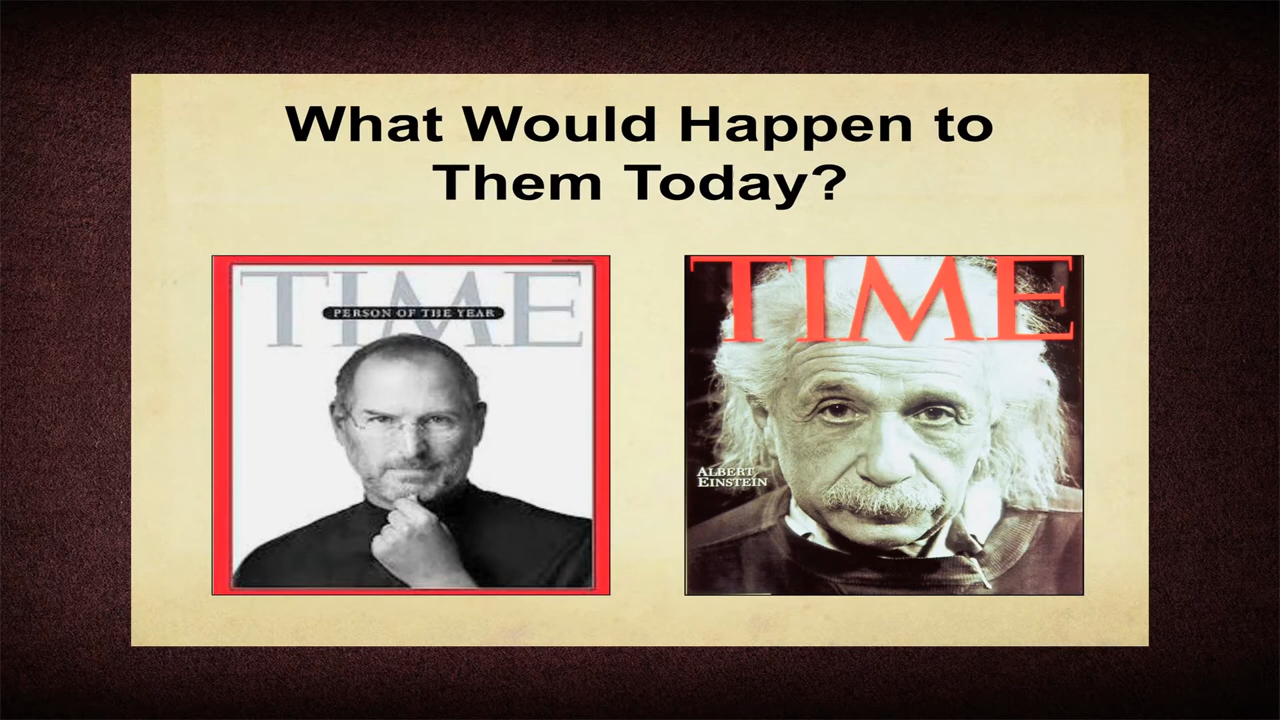 What Would Happen to
Them Today?
TIME
PERSON OF THE YEAR
TIME
ALBERT
EINSTEIN